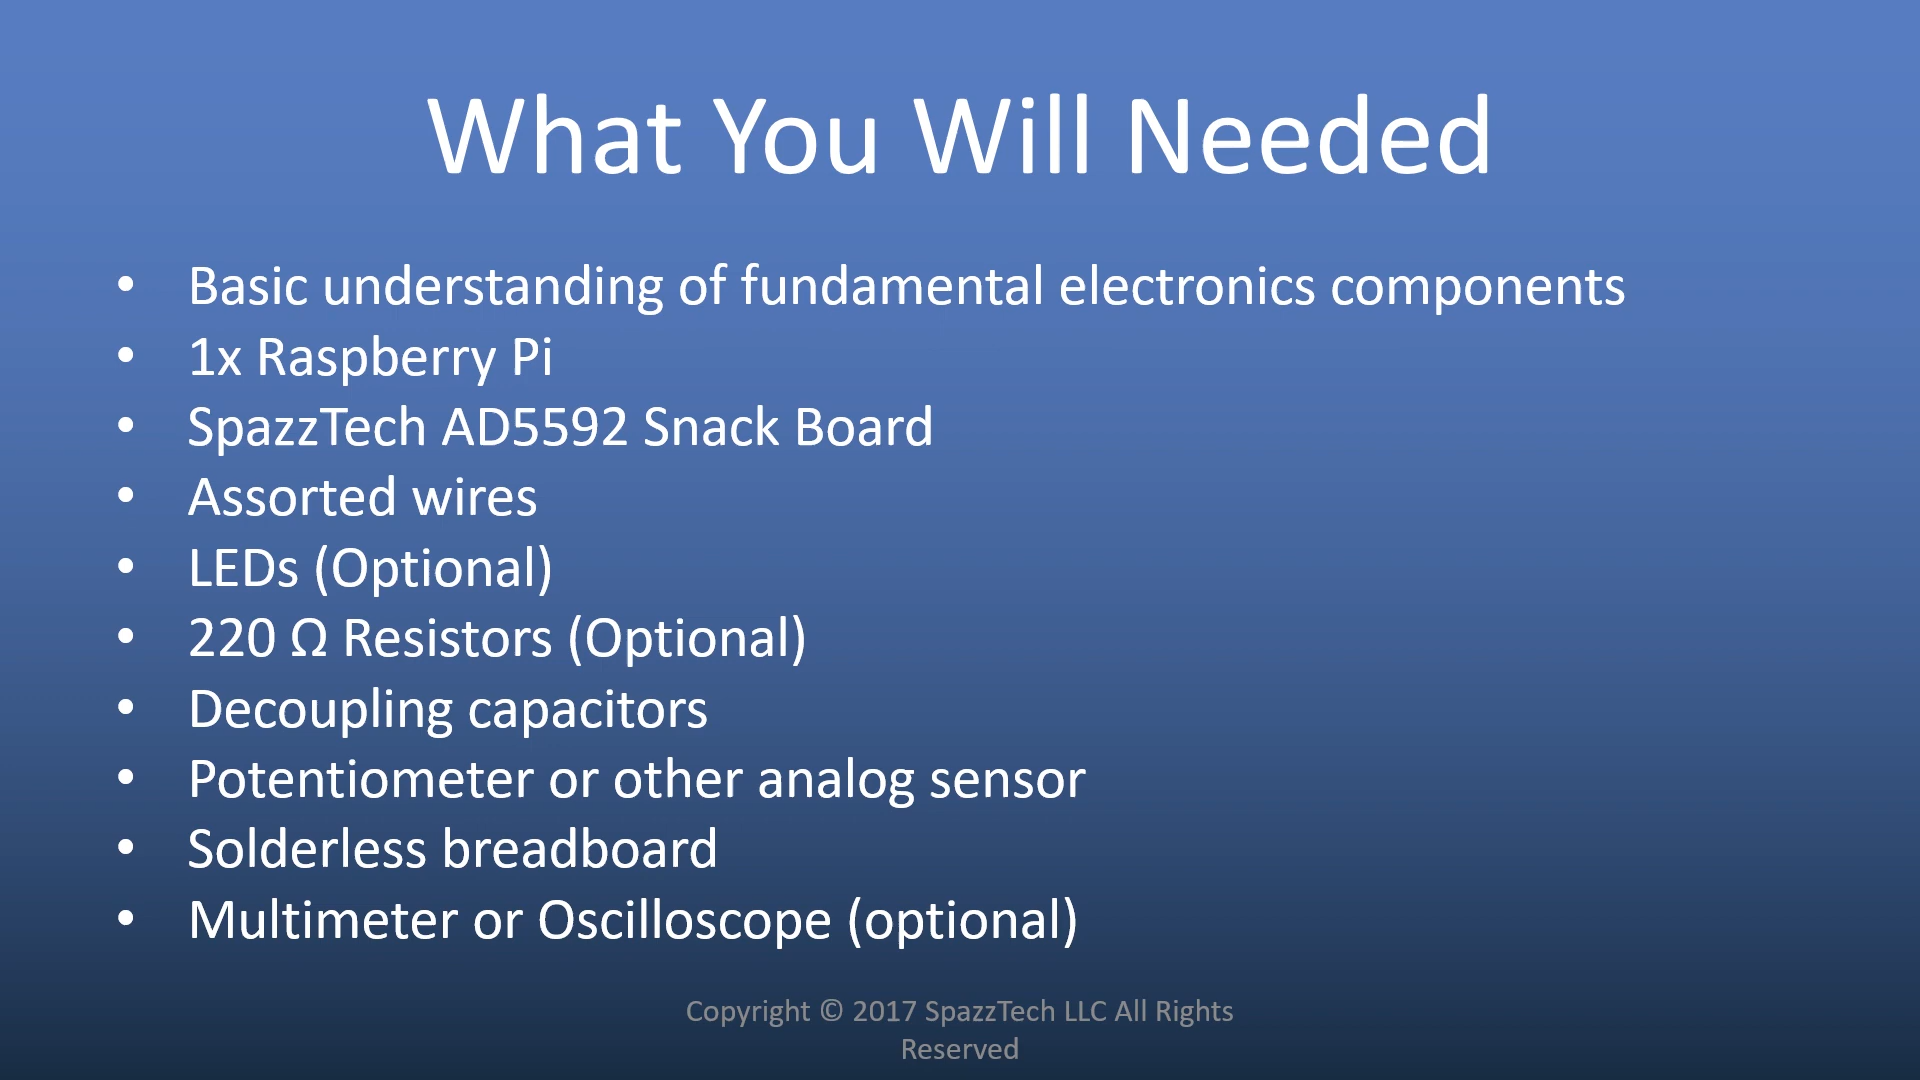 What You Will Needed
• Basic understanding of fundamental electronics components
• 1x Raspberry Pi
• SpazzTech AD5592 Snack Board
• Assorted wires
• LEDs (Optional)
• 220 Ω Resistors (Optional)
• Decoupling capacitors
• Potentiometer or other analog sensor
• Solderless breadboard
• Multimeter or Oscilloscope (optional)
Copyright © 2017 SpazzTech LLC All Rights
Reserved